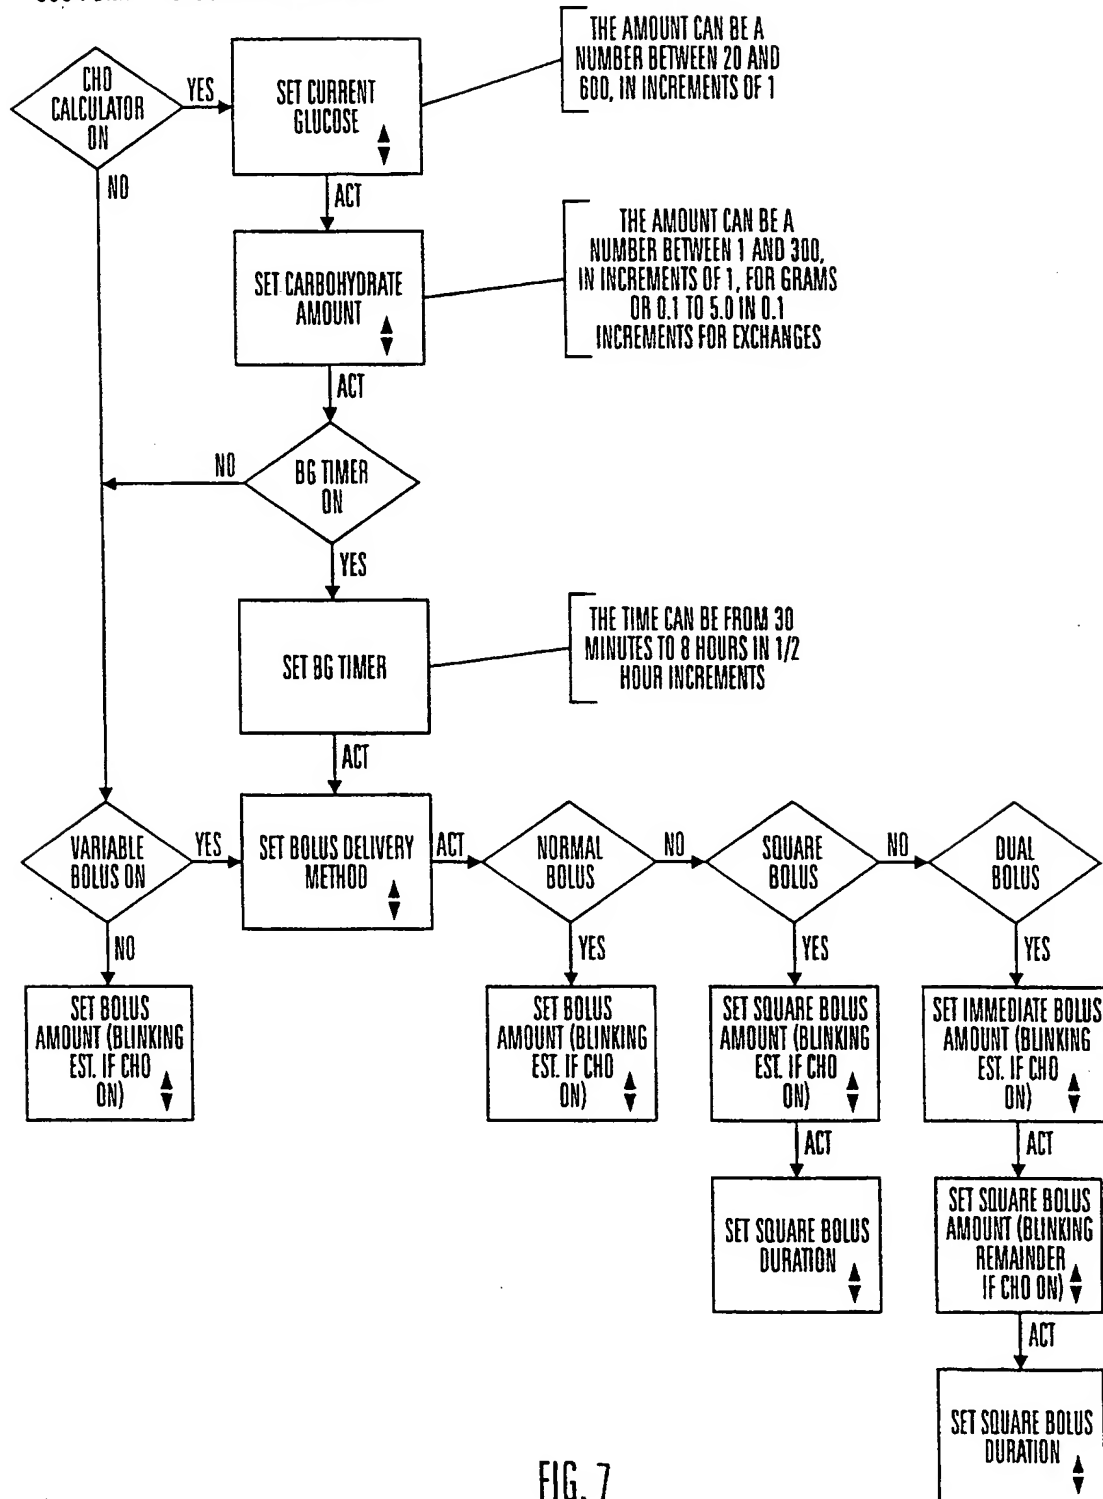 CHO
CALCULATOR
ON
YES
NO
SET CURRENT
GLUCOSE
THE AMOUNT CAN BE A
NUMBER BETWEEN 20 AND
600, IN INCREMENTS OF 1
ACT
SET CARBOHYDRATE
AMOUNT
THE AMOUNT CAN BE A
NUMBER BETWEEN 1 AND 300,
IN INCREMENTS OF 1, FOR GRAMS
OR 0.1 TO 5.0 IN 0.1
INCREMENTS FOR EXCHANGES
ACT
NO
BG TIMER
ON
YES
SET BG TIMER
THE TIME CAN BE FROM 30
MINUTES TO 8 HOURS IN 1/2
HOUR INCREMENTS
ACT
VARIABLE
BOLUS ON
YES
SET BOLUS DELIVERY
METHOD
ACT
NORMAL
BOLUS
NO
SQUARE
BOLUS
NO
DUAL
BOLUS
NO
YES
YES
YES
SET BOLUS
AMOUNT (BLINKING
EST. IF CHO
ON)
SET BOLUS
AMOUNT (BLINKING
EST. IF CHO
ON)
SET SQUARE BOLUS
AMOUNT (BLINKING
EST. IF CHO
ON)
SET IMMEDIATE BOLUS
AMOUNT (BLINKING
EST. IF CHO
ON)
ACT
ACT
SET SQUARE BOLUS
DURATION
SET SQUARE BOLUS
AMOUNT (BLINKING
REMAINDER
IF CHO ON)
ACT
SET SQUARE BOLUS
DURATION
FIG. 7